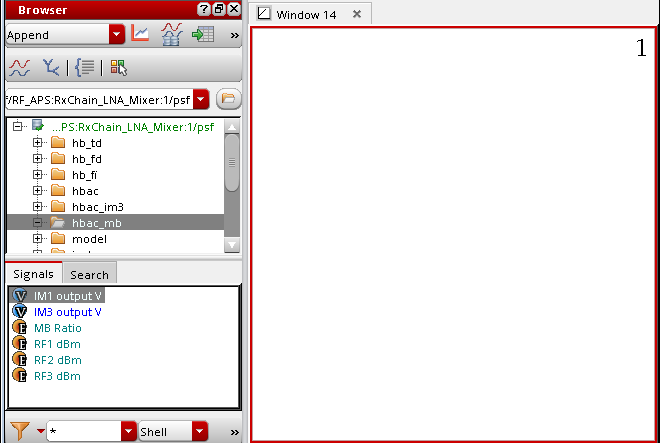 Browser
Append
»
f/RF_APS:RxChain_LNA_Mixer:1/psf
...PS:RxChain_LNA_Mixer:1/psf
hb_td
hb_fd
hb_fi
hbac
hbac_im3
hbac_mb
model
Signals
Search
IM1 output V
IM3 output V
MB Ratio
RF1 dBm
RF2 dBm
RF3 dBm
*
Shell
»
Window 14
1